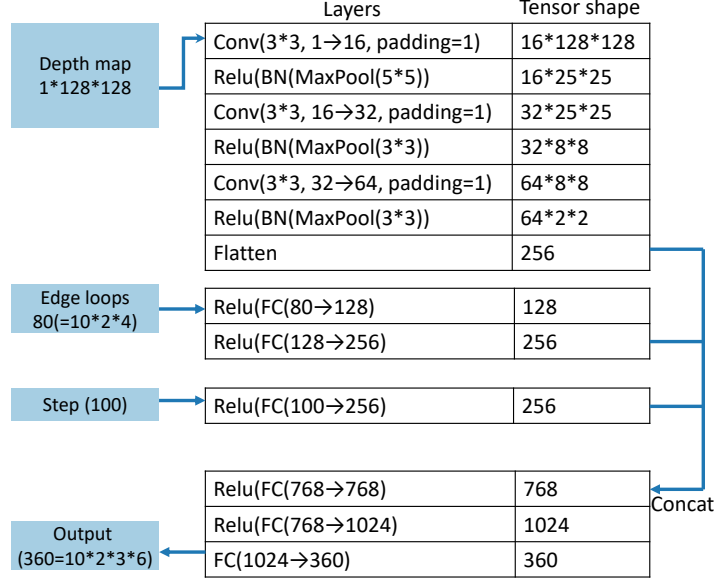 Layers Tensor shape
Depth map
1*128*128
Conv(3*3, 1→16, padding=1) 16*128*128
Relu(BN(MaxPool(5*5)) 16*25*25
Conv(3*3, 16→32, padding=1) 32*25*25
Relu(BN(MaxPool(3*3)) 32*8*8
Conv(3*3, 32→64, padding=1) 64*8*8
Relu(BN(MaxPool(3*3)) 64*2*2
Flatten 256
Edge loops
80(=10*2*4)
Relu(FC(80→128) 128
Relu(FC(128→256) 256
Step (100)
Relu(FC(100→256) 256
Relu(FC(768→768) 768
Concat
Relu(FC(768→1024) 1024
FC(1024→360) 360
Output
(360=10*2*3*6)